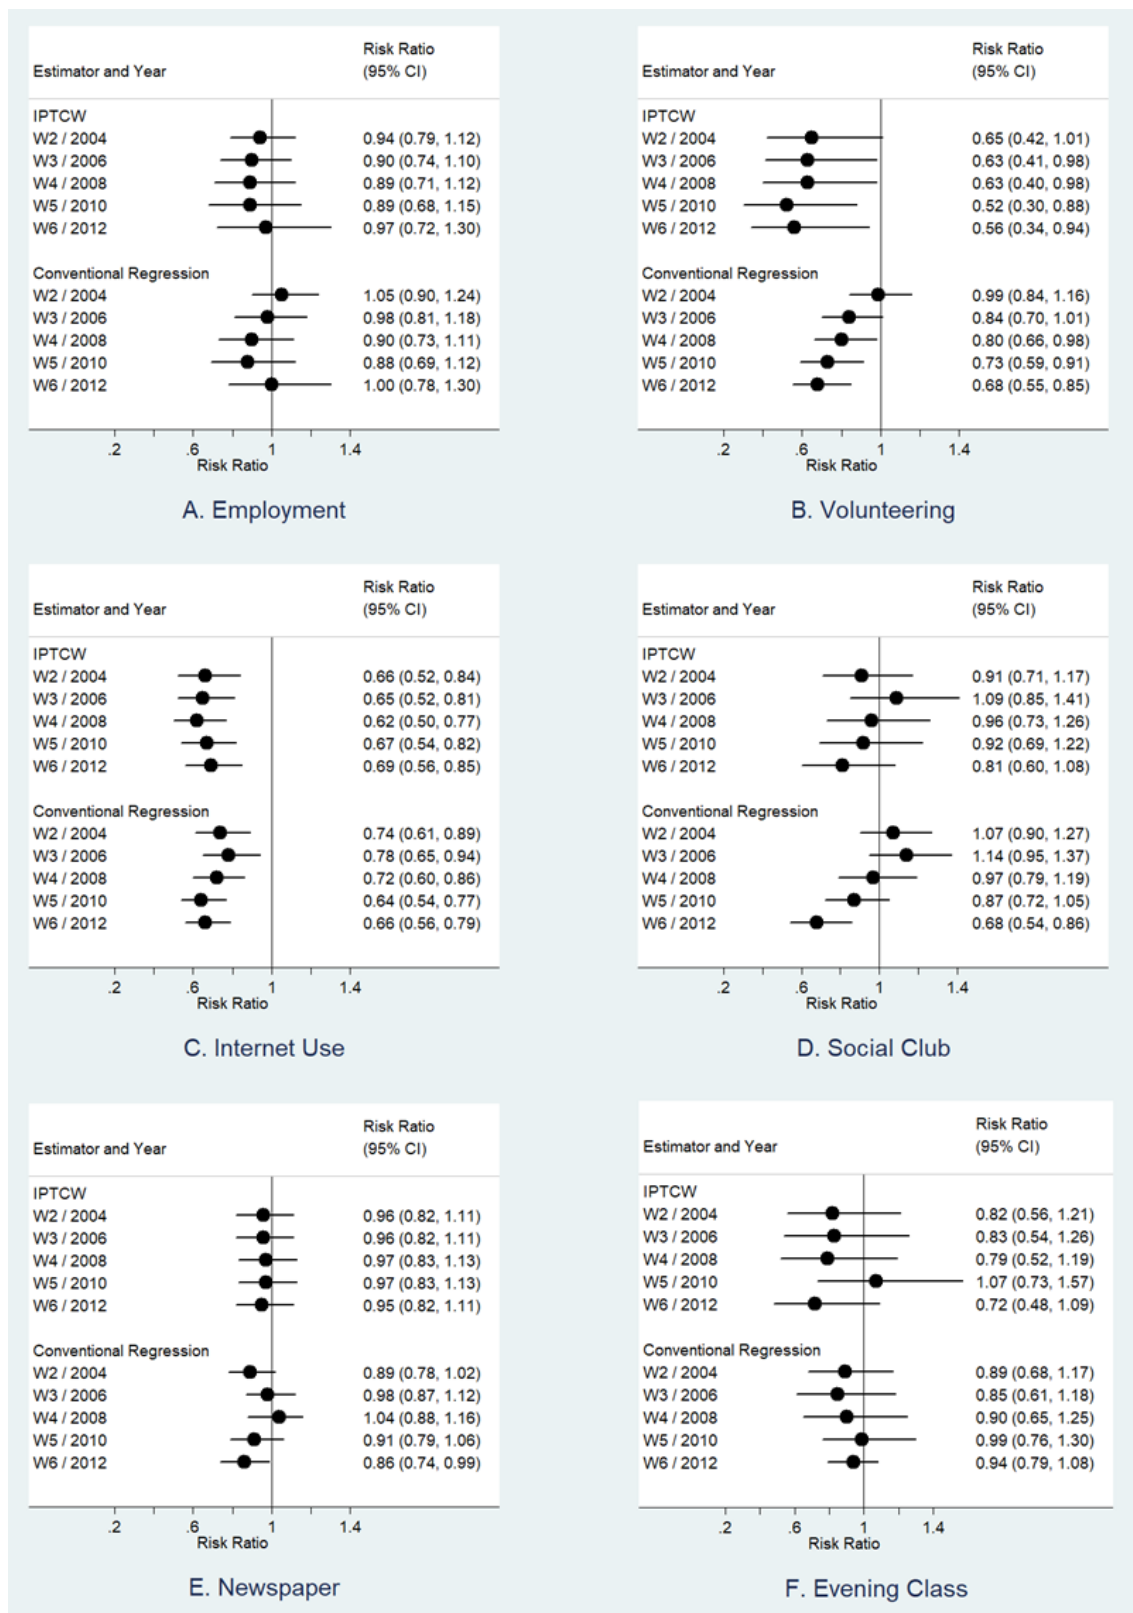 Risk Ratio
Estimator and Year (95% CI)
IPTCW
W2 / 2004 0.94 (0.79, 1.12)
W3 / 2006 0.90 (0.74, 1.10)
W4 / 2008 0.89 (0.71, 1.12)
W5 / 2010 0.89 (0.68, 1.15)
W6 / 2012 0.97 (0.72, 1.30)
Conventional Regression
W2 / 2004 1.05 (0.90, 1.24)
W3 / 2006 0.98 (0.81, 1.18)
W4 / 2008 0.90 (0.73, 1.11)
W5 / 2010 0.88 (0.69, 1.12)
W6 / 2012 1.00 (0.78, 1.30)
.2 .6 1 1.4
Risk Ratio
A. Employment
Risk Ratio
Estimator and Year (95% CI)
IPTCW
W2 / 2004 0.65 (0.42, 1.01)
W3 / 2006 0.63 (0.41, 0.98)
W4 / 2008 0.63 (0.40, 0.98)
W5 / 2010 0.52 (0.30, 0.88)
W6 / 2012 0.56 (0.34, 0.94)
Conventional Regression
W2 / 2004 0.99 (0.84, 1.16)
W3 / 2006 0.84 (0.70, 1.01)
W4 / 2008 0.80 (0.66, 0.98)
W5 / 2010 0.73 (0.59, 0.91)
W6 / 2012 0.68 (0.55, 0.85)
.2 .6 1 1.4
Risk Ratio
B. Volunteering
Risk Ratio
Estimator and Year (95% CI)
IPTCW
W2 / 2004 0.66 (0.52, 0.84)
W3 / 2006 0.65 (0.52, 0.81)
W4 / 2008 0.62 (0.50, 0.77)
W5 / 2010 0.67 (0.54, 0.82)
W6 / 2012 0.69 (0.56, 0.85)
Conventional Regression
W2 / 2004 0.74 (0.61, 0.89)
W3 / 2006 0.78 (0.65, 0.94)
W4 / 2008 0.72 (0.60, 0.86)
W5 / 2010 0.64 (0.54, 0.77)
W6 / 2012 0.66 (0.56, 0.79)
.2 .6 1 1.4
Risk Ratio
C. Internet Use
Risk Ratio
Estimator and Year (95% CI)
IPTCW
W2 / 2004 0.91 (0.71, 1.17)
W3 / 2006 1.09 (0.85, 1.41)
W4 / 2008 0.96 (0.73, 1.26)
W5 / 2010 0.92 (0.69, 1.22)
W6 / 2012 0.81 (0.60, 1.08)
Conventional Regression
W2 / 2004 1.07 (0.90, 1.27)
W3 / 2006 1.14 (0.95, 1.37)
W4 / 2008 0.97 (0.79, 1.19)
W5 / 2010 0.87 (0.72, 1.05)
W6 / 2012 0.68 (0.54, 0.86)
.2 .6 1 1.4
Risk Ratio
D. Social Club
Risk Ratio
Estimator and Year (95% CI)
IPTCW
W2 / 2004 0.96 (0.82, 1.11)
W3 / 2006 0.96 (0.82, 1.11)
W4 / 2008 0.97 (0.83, 1.13)
W5 / 2010 0.97 (0.83, 1.13)
W6 / 2012 0.95 (0.82, 1.11)
Conventional Regression
W2 / 2004 0.89 (0.78, 1.02)
W3 / 2006 0.98 (0.87, 1.12)
W4 / 2008 1.04 (0.88, 1.16)
W5 / 2010 0.91 (0.79, 1.06)
W6 / 2012 0.86 (0.74, 0.99)
.2 .6 1 1.4
Risk Ratio
E. Newspaper
Risk Ratio
Estimator and Year (95% CI)
IPTCW
W2 / 2004 0.82 (0.56, 1.21)
W3 / 2006 0.83 (0.54, 1.26)
W4 / 2008 0.79 (0.52, 1.19)
W5 / 2010 1.07 (0.73, 1.57)
W6 / 2012 0.72 (0.48, 1.09)
Conventional Regression
W2 / 2004 0.89 (0.68, 1.17)
W3 / 2006 0.85 (0.61, 1.18)
W4 / 2008 0.90 (0.65, 1.25)
W5 / 2010 0.99 (0.76, 1.30)
W6 / 2012 0.94 (0.79, 1.08)
.2 .6 1 1.4
Risk Ratio
F. Evening Class